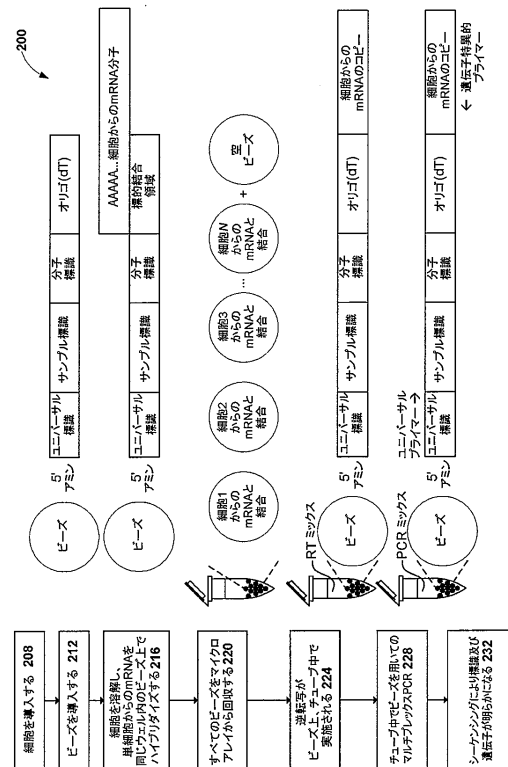 200
細胞を導入する 208
ビーズを導入する 212
細胞を溶解し、
単細胞からのmRNAを
同じウェル内のビーズ上で
ハイブリダイズする 216
すべてのビーズをマイクロ
アレイから回収する 220
逆転写が
ビーズ上、チューブ中で
実施される 224
チューブ中でビーズを用いての
マルチプレックスPCR 228
シーケンシングにより標識及び
遺伝子が明らかになる 232
ビーズ
5'
アミン
ユニバーサル
標識
サンプル標識
分子
標識
オリゴ(dT)
ビーズ
5'
アミン
ユニバーサル
標識
サンプル標識
分子
標識
標的結合
領域
AAAAA...細胞からのmRNA分子
細胞1
からの
mRNAと
結合
細胞2
からの
mRNAと
結合
細胞3
からの
mRNAと
結合
...
細胞N
からの
mRNAと
結合
+
空
ビーズ
RTミックス
ビーズ
5'
アミン
ユニバーサル
標識
サンプル標識
分子
標識
オリゴ(dT)
細胞からの
mRNAのコピー
PCRミックス
ビーズ
5'
アミン
ユニバーサル
プライマー→
ユニバーサル
標識
サンプル標識
分子
標識
オリゴ(dT)
細胞からの
mRNAのコピー
← 遺伝子特異的
プライマー